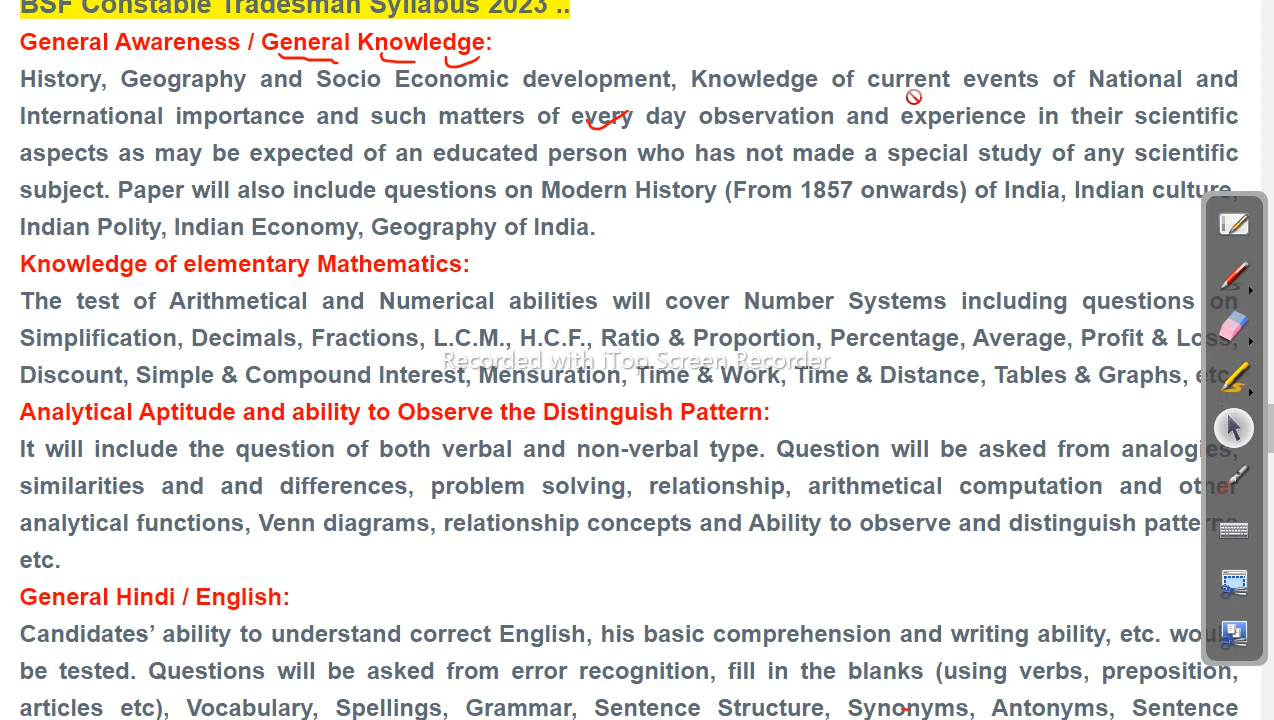 BSF Constable Tradesman Syllabus 2023 ..
General Awareness / General Knowledge:
History, Geography and Socio Economic development, Knowledge of current events of National and
International importance and such matters of every day observation and experience in their scientific
aspects as may be expected of an educated person who has not made a special study of any scientific
subject. Paper will also include questions on Modern History (From 1857 onwards) of India, Indian culture,
Indian Polity, Indian Economy, Geography of India.
Knowledge of elementary Mathematics:
The test of Arithmetical and Numerical abilities will cover Number Systems including questions on
Simplification, Decimals, Fractions, L.C.M., H.C.F., Ratio & Proportion, Percentage, Average, Profit & Loss,
Recorded with iTop Screen Recorder
Discount, Simple & Compound Interest, Mensuration, Time & Work, Time & Distance, Tables & Graphs, etc.
Analytical Aptitude and ability to Observe the Distinguish Pattern:
It will include the question of both verbal and non-verbal type. Question will be asked from analogies,
similarities and and differences, problem solving, relationship, arithmetical computation and other
analytical functions, Venn diagrams, relationship concepts and Ability to observe and distinguish patterns
etc.
General Hindi / English:
Candidates’ ability to understand correct English, his basic comprehension and writing ability, etc. would
be tested. Questions will be asked from error recognition, fill in the blanks (using verbs, preposition,
articles etc), Vocabulary, Spellings, Grammar, Sentence Structure, Synonyms, Antonyms, Sentence